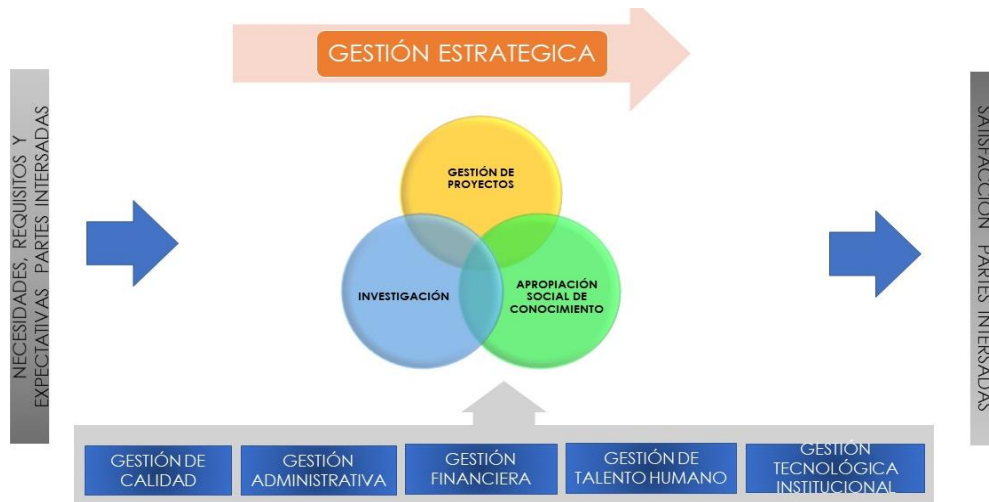 GESTIÓN ESTRATEGICA
NECESIDADES, REQUISITOS Y
EXPECTATIVAS PARTES INTERSADAS
GESTIÓN DE
PROYECTOS
INVESTIGACIÓN
APROPIACIÓN
SOCIAL DE
CONOCIMIENTO
SATISFACCIÓN PARTES INTERSADAS
GESTIÓN DE
CALIDAD
GESTIÓN
ADMINISTRATIVA
GESTIÓN
FINANCIERA
GESTIÓN DE
TALENTO HUMANO
GESTIÓN
TECNOLÓGICA
INSTITUCIONAL